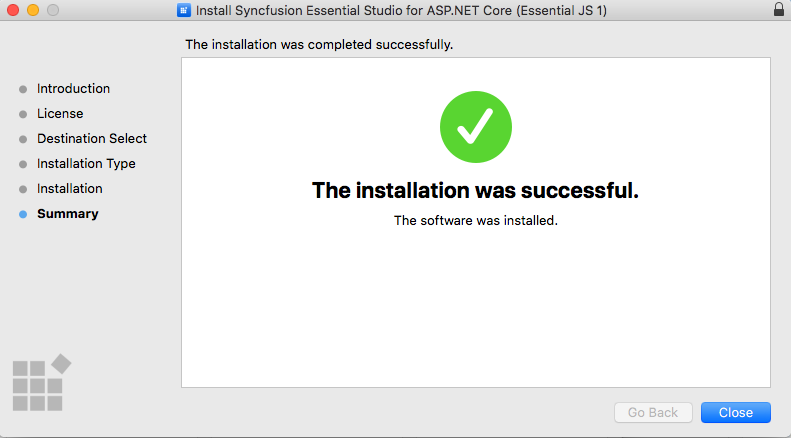 Install Syncfusion Essential Studio for ASP.NET Core (Essential JS 1)
The installation was completed successfully.
Introduction
License
Destination Select
Installation Type
Installation
Summary
The installation was successful.
The software was installed.
Go Back
Close